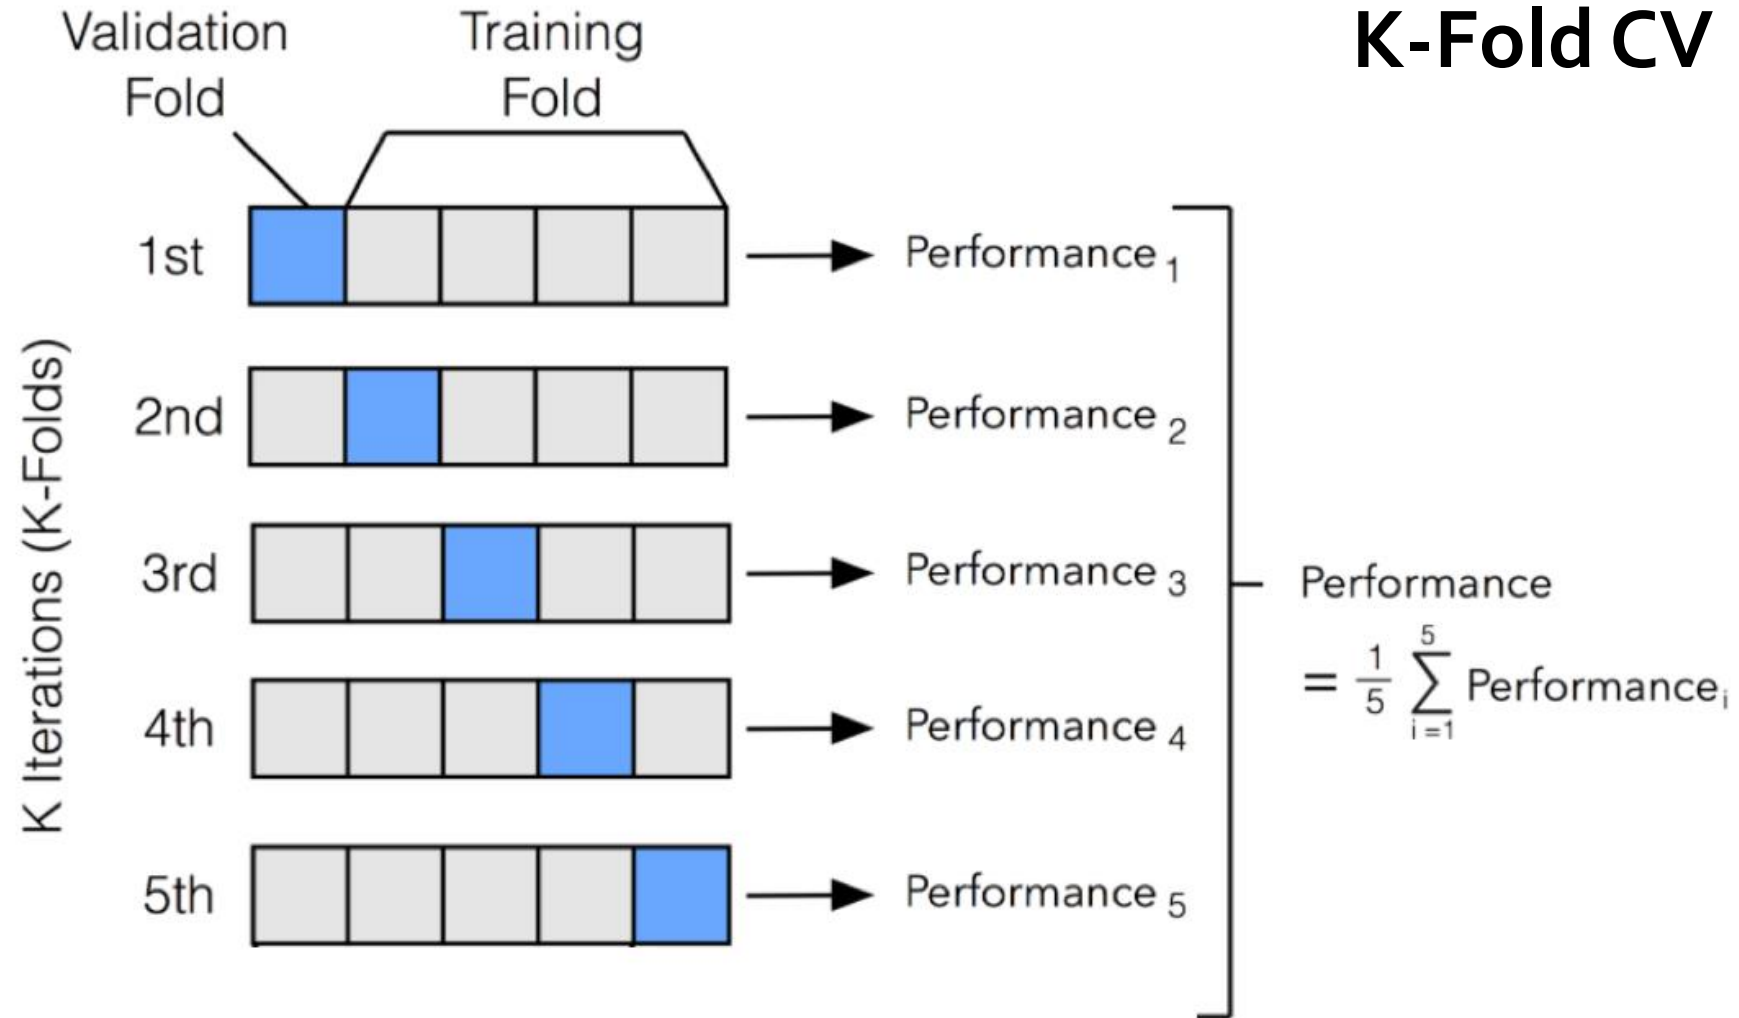 K-Fold CV
Validation
Fold
Training
Fold
K Iterations (K-Folds)
1st
Performance 1
2nd
Performance 2
3rd
Performance 3
4th
Performance 4
5th
Performance 5
Performance
= 1/5 5∑i=1 Performancei